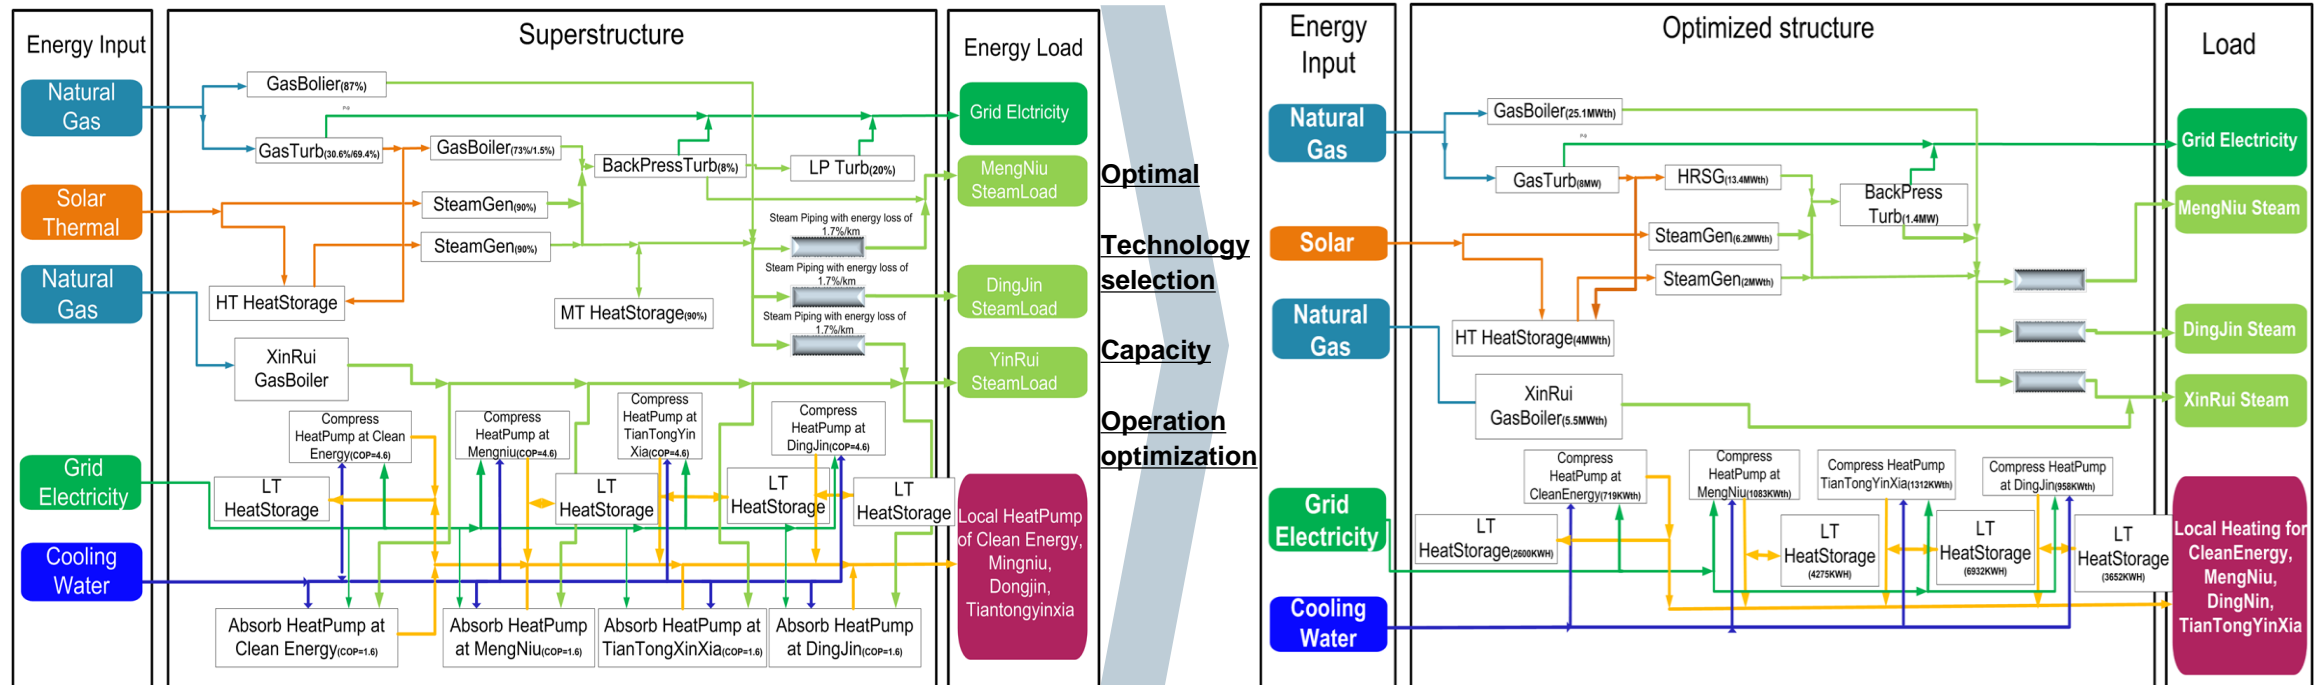 Energy Input
Natural
Gas
Solar
Thermal
Natural
Gas
Grid
Electricity
Cooling
Water
Superstructure
GasBolier(87%)
P-9
GasTurb(30.6%/69.4%)
GasBoiler(73%/1.5%)
BackPressTurb(8%)
LP Turb(20%)
SteamGen(90%)
SteamGen(90%)
HT HeatStorage
MT HeatStorage(90%)
Steam Piping with energy loss of
1.7%/km
Steam Piping with energy loss of
1.7%/km
Steam Piping with energy loss of
1.7%/km
XinRui
GasBoiler
Compress
HeatPump at Clean
Energy(COP=4.6)
Compress
HeatPump at
Mengniu(COP=4.6)
Compress
HeatPump at
TianTongYin
Xia(COP=4.6)
Compress
HeatPump at
DingJin(COP=4.6)
LT
HeatStorage
LT
HeatStorage
LT
HeatStorage
LT
HeatStorage
Absorb HeatPump at
Clean Energy(COP=1.6)
Absorb HeatPump
at MengNiu(COP=1.6)
Absorb HeatPump at
TianTongXinXia(COP=1.6)
Absorb HeatPump
at DingJin(COP=1.6)
Energy Load
Grid Elctricity
MengNiu
SteamLoad
DingJin
SteamLoad
YinRui
SteamLoad
Local HeatPump
of Clean Energy,
Mingniu,
Dongjin,
Tiantongyinxia
Optimal
Technology
selection
Capacity
Operation
optimization
Energy
Input
Natural
Gas
Solar
Natural
Gas
Grid
Electricity
Cooling
Water
Optimized structure
GasBoiler(25.1MWth)
P-9
GasTurb(8MW)
HRSG(13.4MWth)
BackPress
Turb(1.4MW)
SteamGen(6.2MWth)
SteamGen(2MWth)
HT HeatStorage(4MWth)
XinRui
GasBoiler(5.5MWth)
Compress
HeatPump at
CleanEnergy(719KWth)
Compress
HeatPump at
MengNiu(1083KWth)
Compress HeatPump
TianTongYinXia(1312KWth)
Compress HeatPump
at DingJin(958KWth)
LT
HeatStorage(2600KWH)
LT
HeatStorage
(4275KWH)
LT
HeatStorage
(6932KWH)
LT
HeatStorage
(3652KWH)
Load
Grid Electricity
MengNiu Steam
DingJin Steam
XinRui Steam
Local Heating for
CleanEnergy,
MengNiu,
DingNin,
TianTongYinXia